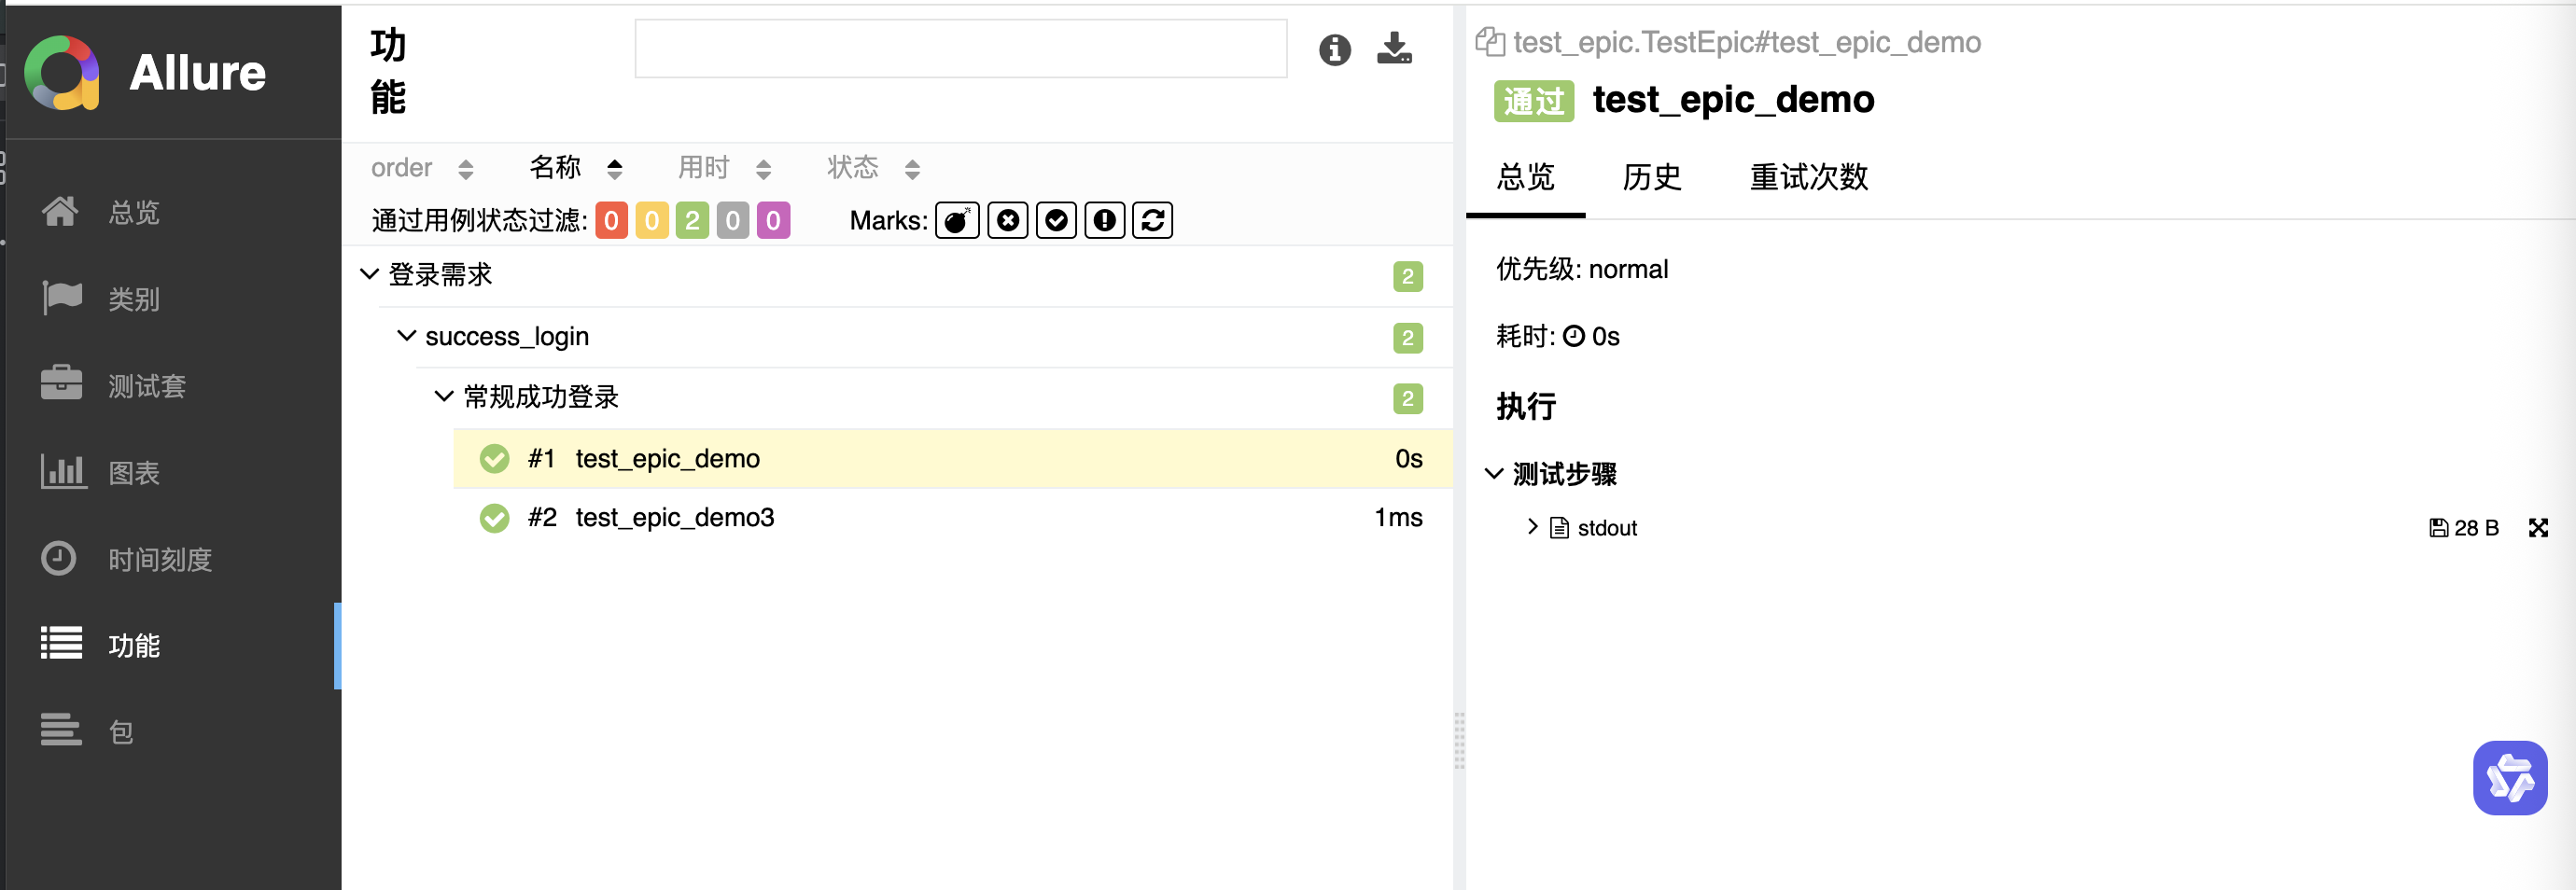 Allure
总览
类别
测试套
图表
时间刻度
功能
包
功
能
order 名称 用时 状态
通过用例状态过滤: 0 0 2 0 0 Marks:
登录需求 2
success_login 2
常规成功登录 2
#1 test_epic_demo 0s
#2 test_epic_demo3 1ms
test_epic.TestEpic#test_epic_demo
通过 test_epic_demo
总览 历史 重试次数
优先级: normal
耗时: 0s
执行
测试步骤
stdout 28 B